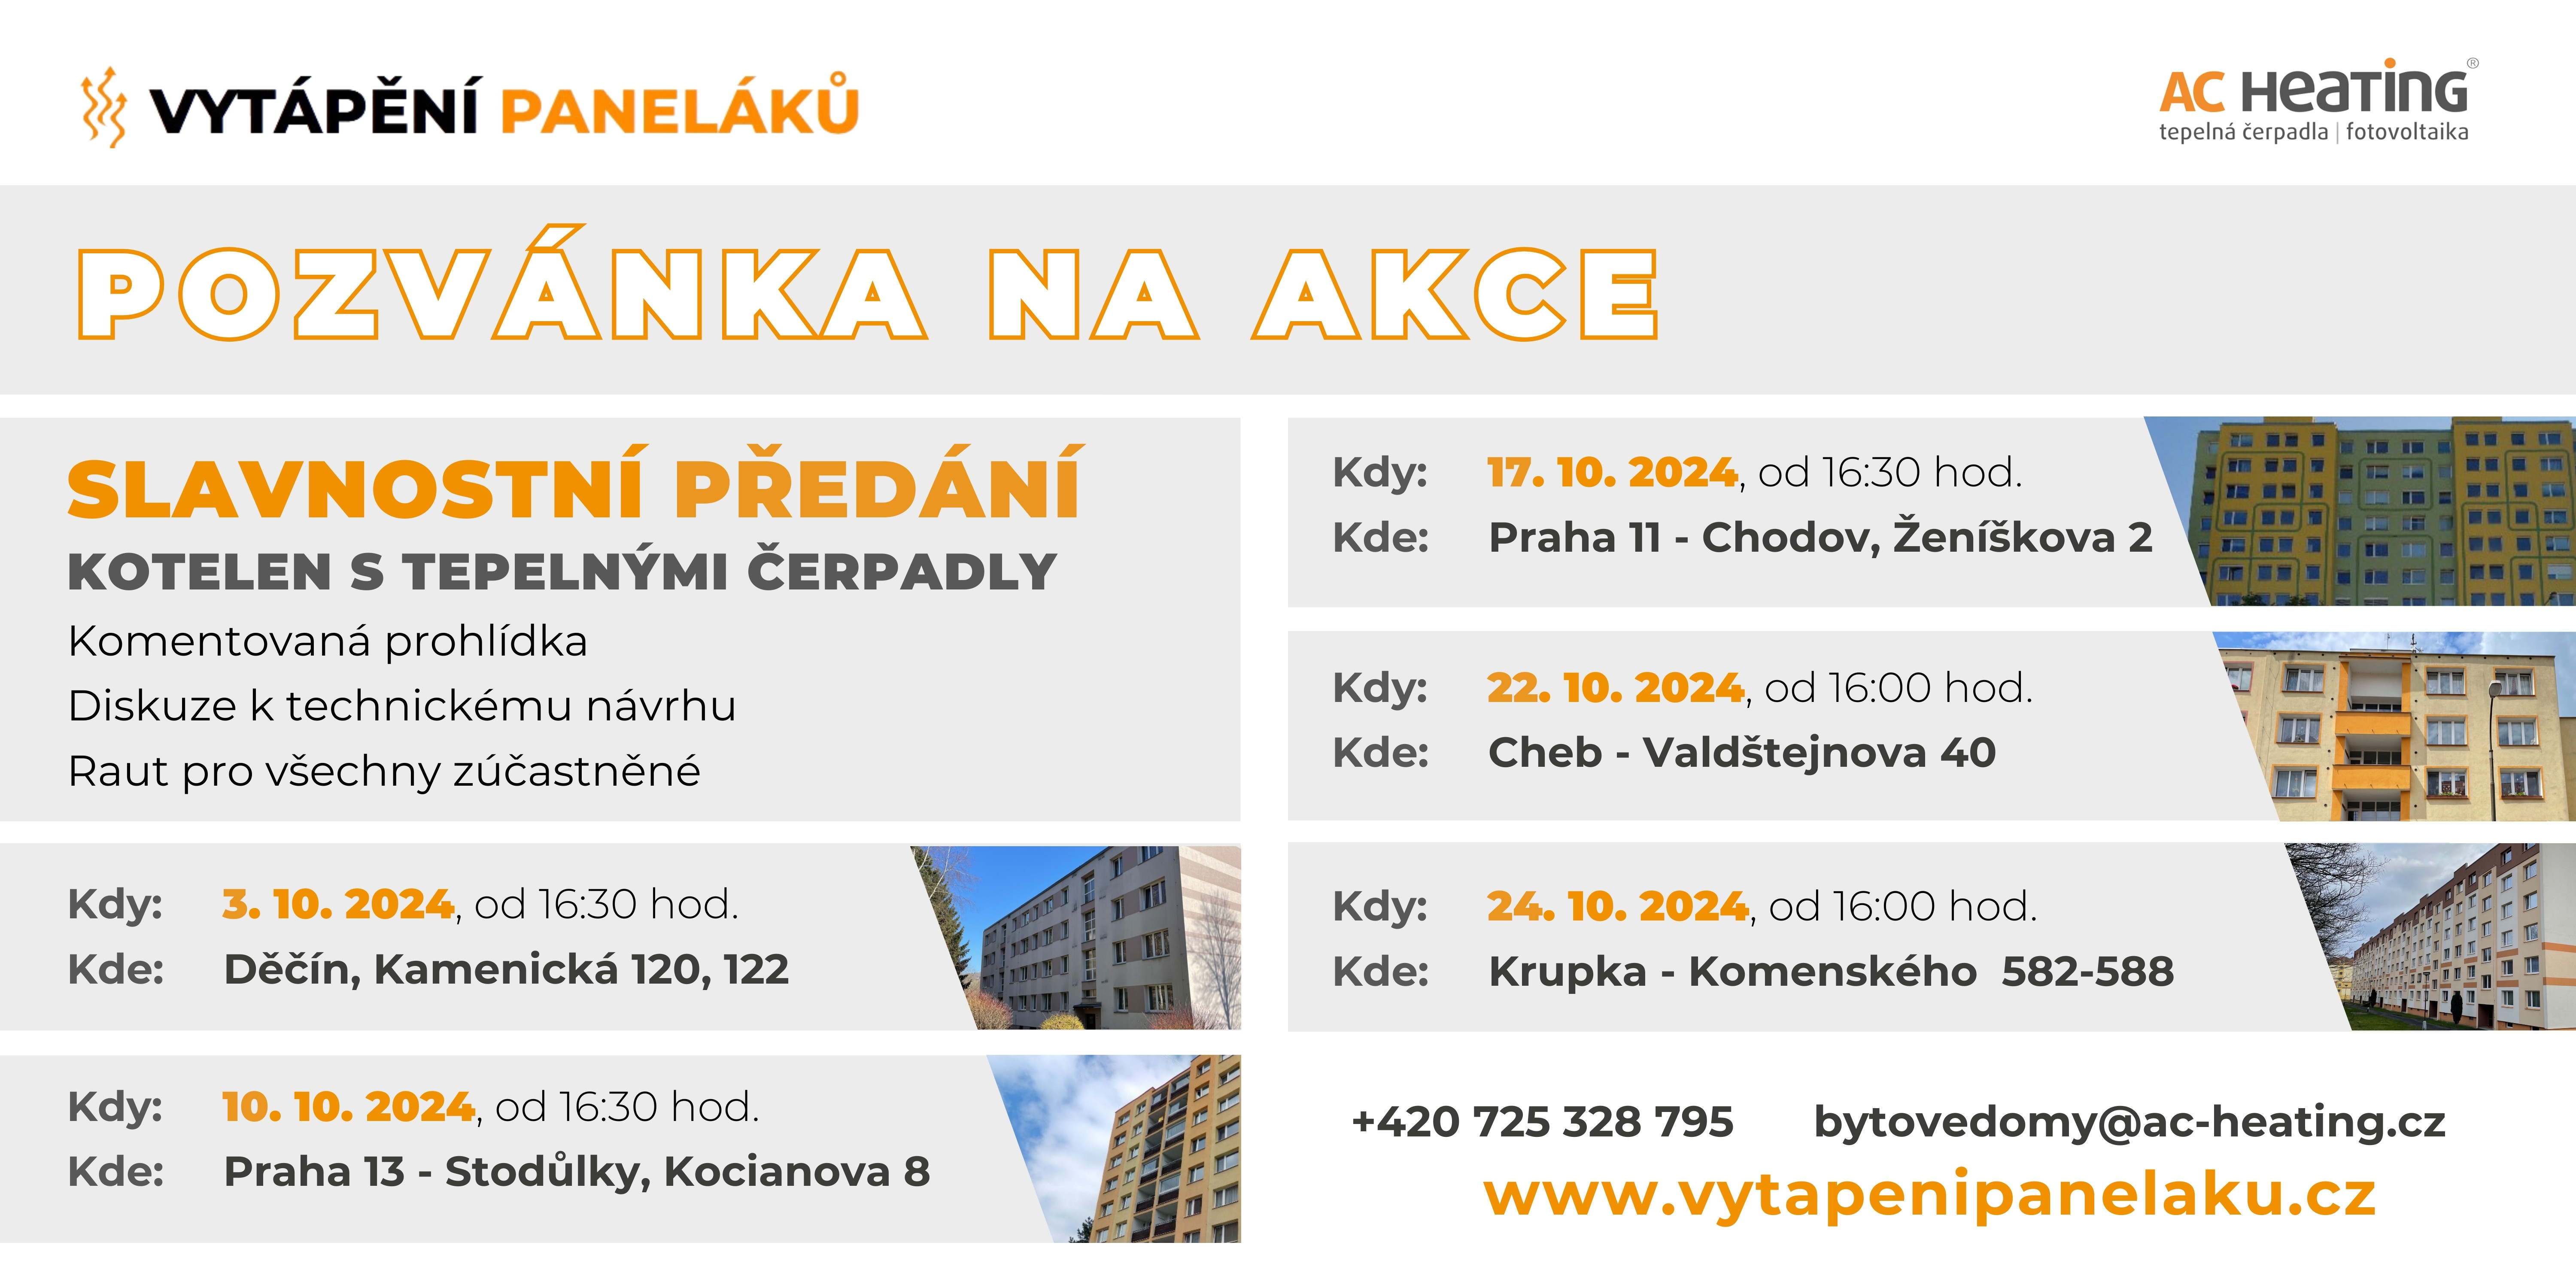 VYTÁPĚNÍ PANELÁKŮ
AC Heating®
tepelná čerpadla | fotovoltaika
POZVÁNKA NA AKCE
SLAVNOSTNÍ PŘEDÁNÍ
KOTELEN S TEPELNÝMI ČERPADLY
Komentovaná prohlídka
Diskuze k technickému návrhu
Raut pro všechny zúčastněné
Kdy: 3. 10. 2024, od 16:30 hod.
Kde: Děčín, Kamenická 120, 122
Kdy: 10. 10. 2024, od 16:30 hod.
Kde: Praha 13 - Stodůlky, Kocianova 8
Kdy: 17. 10. 2024, od 16:30 hod.
Kde: Praha 11 - Chodov, Ženíškova 2
Kdy: 22. 10. 2024, od 16:00 hod.
Kde: Cheb - Valdštejnova 40
Kdy: 24. 10. 2024, od 16:00 hod.
Kde: Krupka - Komenského 582-588
+420 725 328 795 bytovedomy@ac-heating.cz
www.vytapenipanelaku.cz